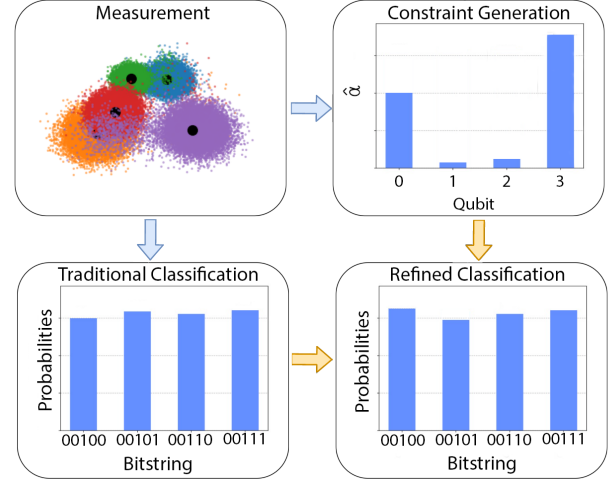 Measurement
Constraint Generation
α̂
0 1 2 3
Qubit
Traditional Classification
Probabilities
00100 00101 00110 00111
Bitstring
Refined Classification
Probabilities
00100 00101 00110 00111
Bitstring